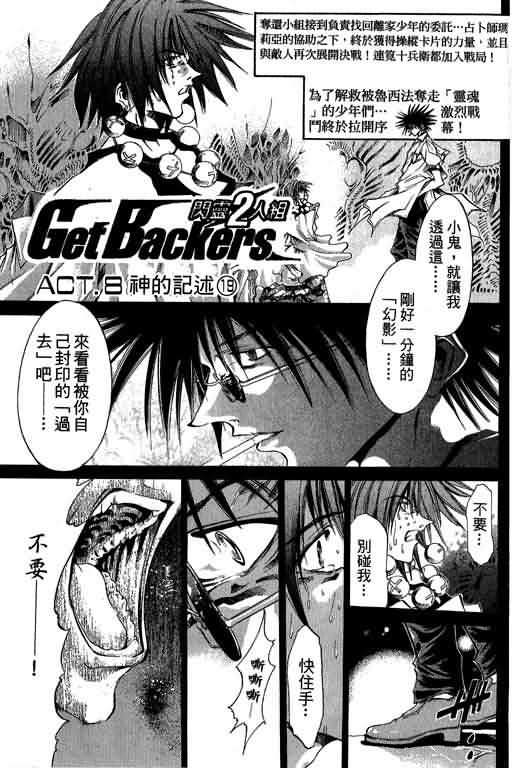 奪還小組接到負責找回離家少年的委託…占卜師瑪
莉亞的協助之下，終於獲得操縱卡片的力量，並且
與敵人再次展開決戰！連筧十兵衛都加入戰局！
為了解救被魯西法奪走「靈魂
」的少年們… 激烈戰
鬥終於拉開序 幕！
閃靈2人組
GetBackers
ACT.8 神的記述⑲
小鬼，就讓我
透過這……
剛好一分鐘的
「幻影」……
來看看被你自
己封印的「過
去」吧……
不要…
別碰我…
快住手…
嘶
嘶嘶
不要——！